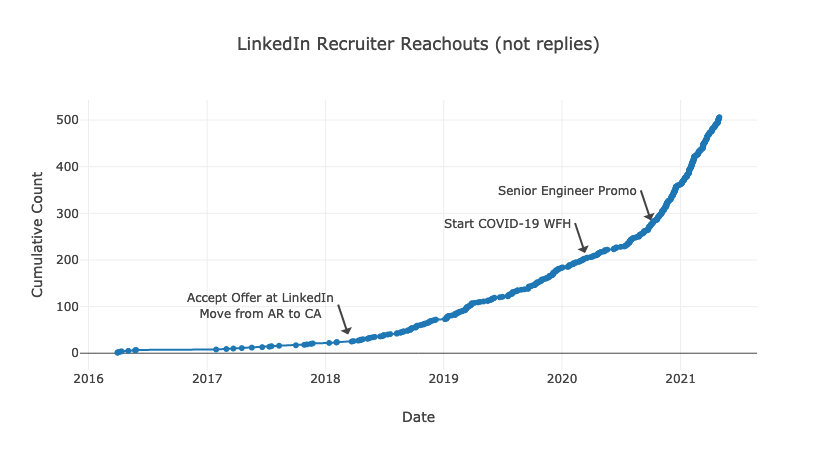 LinkedIn Recruiter Reachouts (not replies)
500
400
300
200
100
0
Cumulative Count
Senior Engineer Promo
Start COVID-19 WFH
Accept Offer at LinkedIn
Move from AR to CA
2016
2017
2018
2019
2020
2021
Date